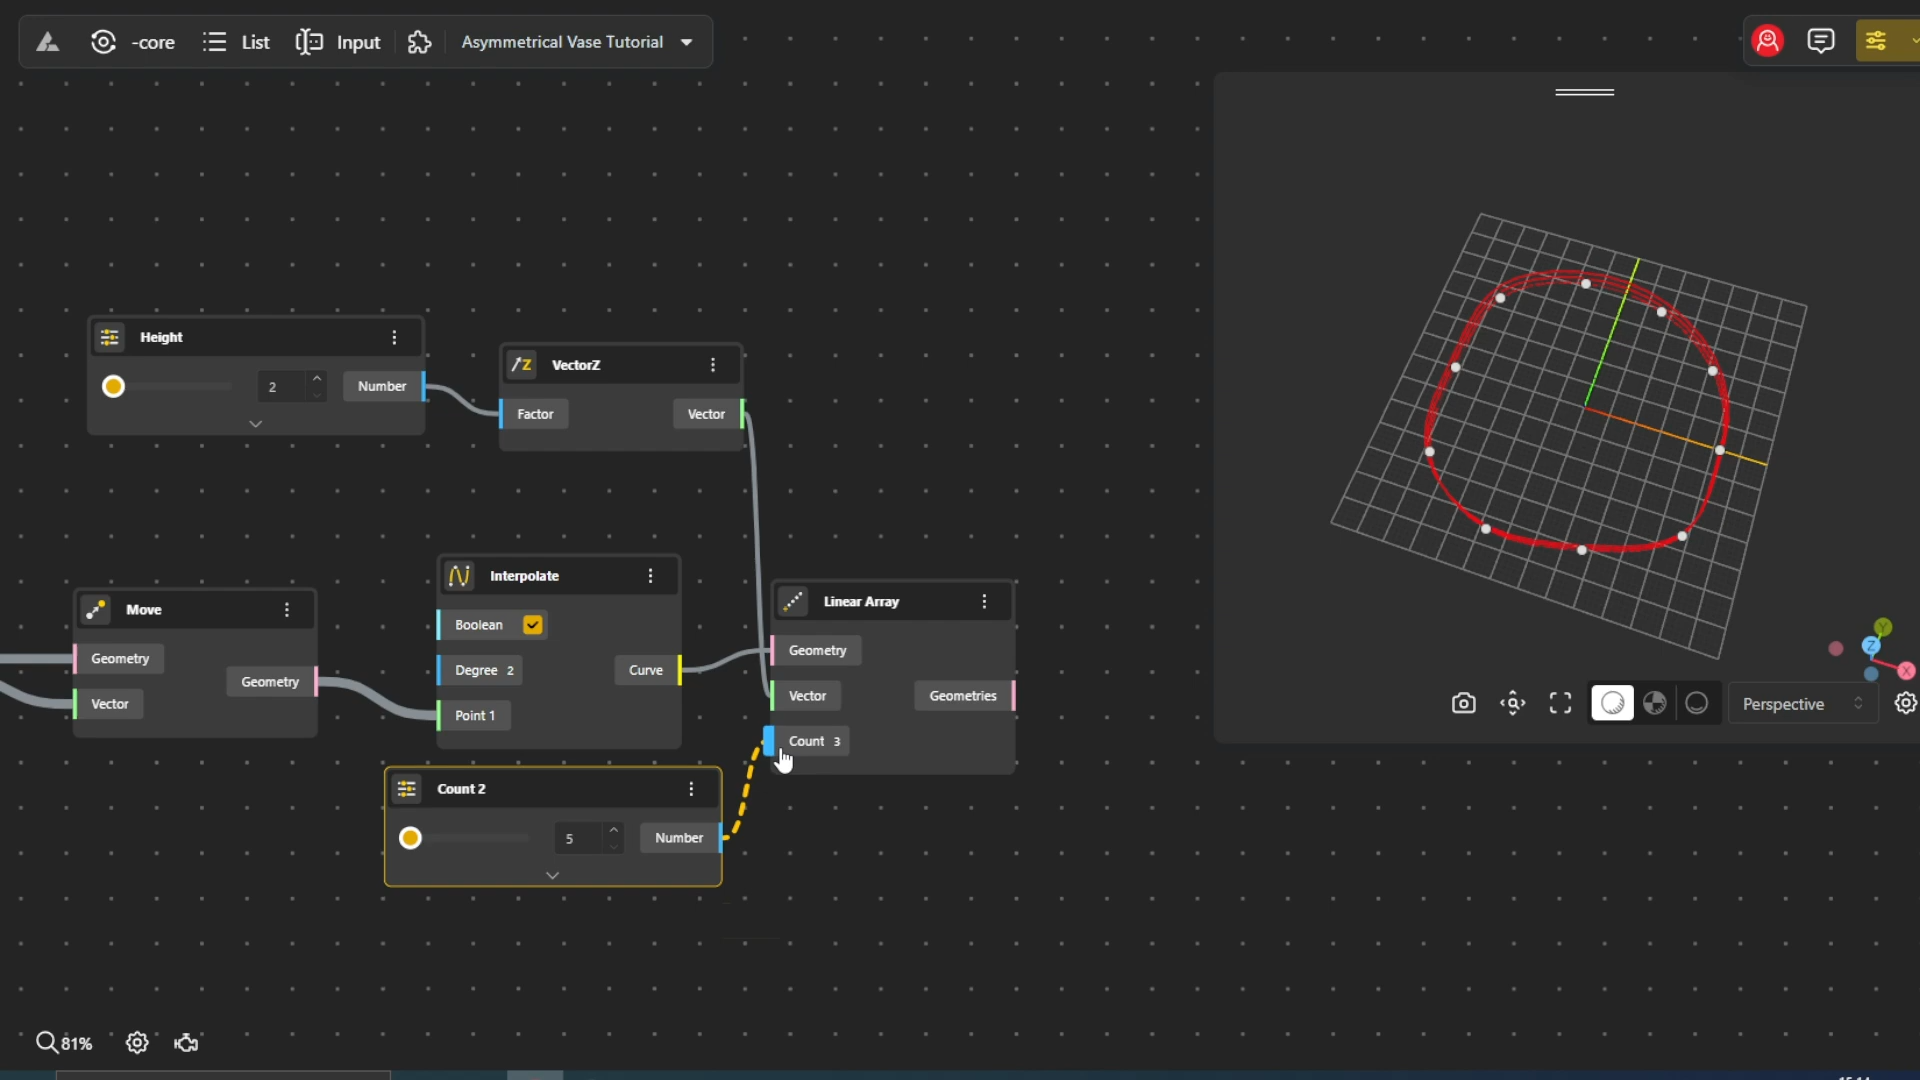 -core List Input Asymmetrical Vase Tutorial
Height
2 Number
VectorZ
Factor Vector
Move
Geometry
Geometry
Vector
Interpolate
Boolean
Degree 2 Curve
Point 1
Linear Array
Geometry
Vector Geometries
Count 3
Count 2
5 Number
Y
Z
X
Perspective
81%